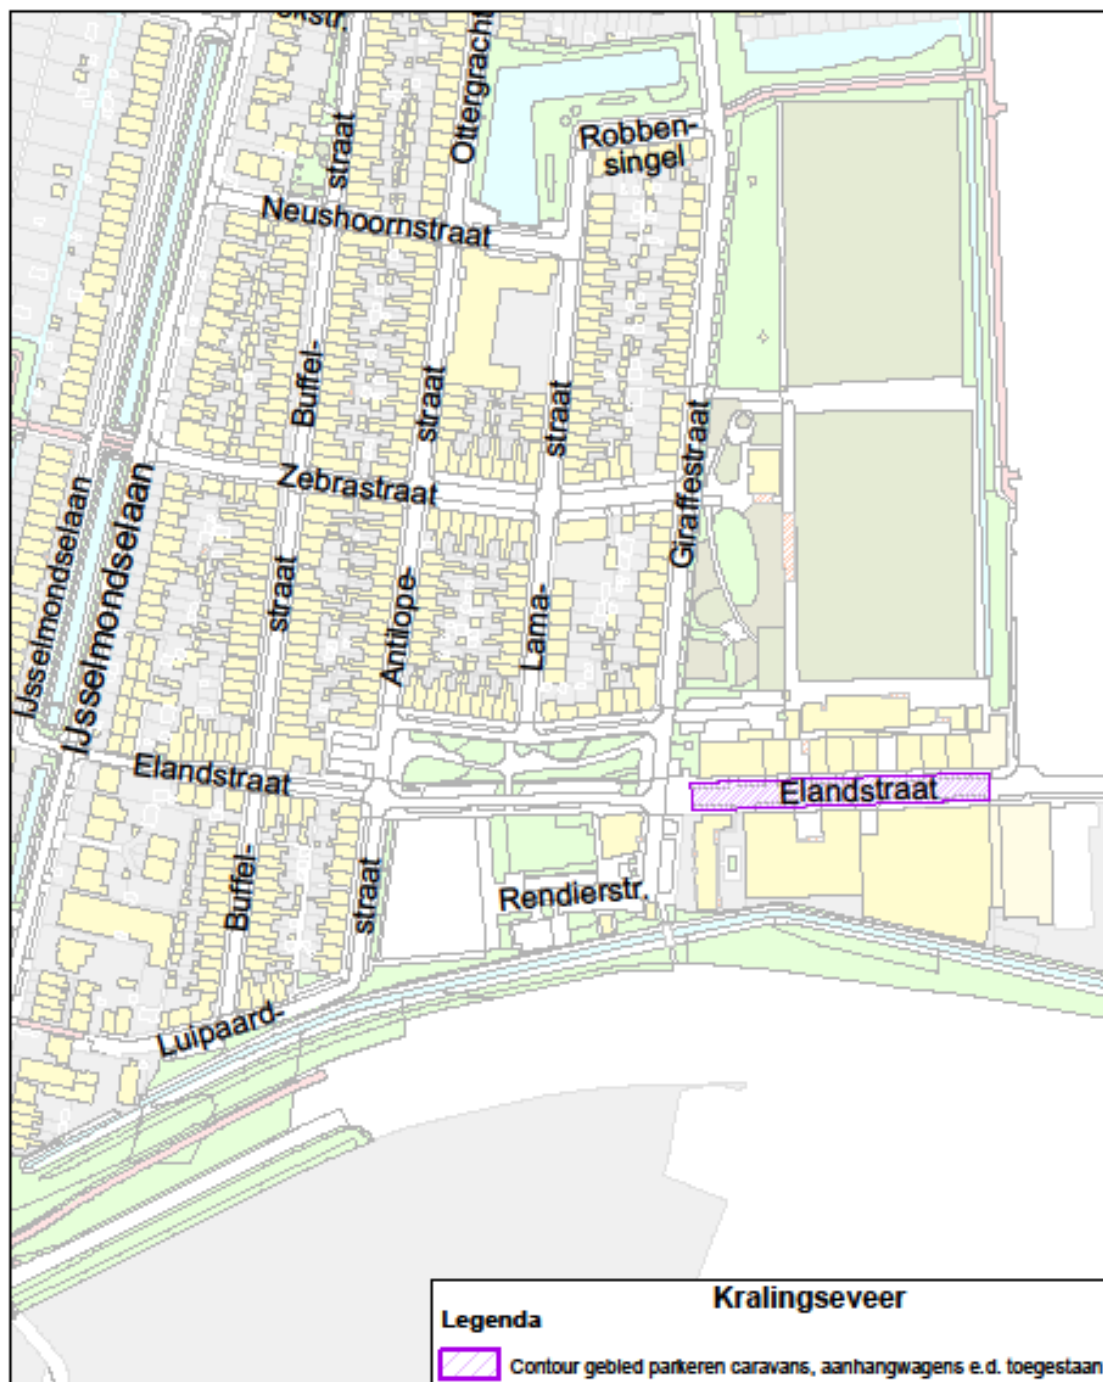 straat
Ottergracht
Robben-
singel
Neushoornstraat
Buffel-
straat
straat
Giraffestraat
IJsselmondselaan
IJsselmondselaan
Zebrastraat
straat
Antilope-
Lama-
Elandstraat
Elandstraat
Buffel-
straat
Rendierstr.
Luipaard-
Kralingseveer
Legenda
Contour gebied parkeren caravans, aanhangwagens e.d. toegestaan